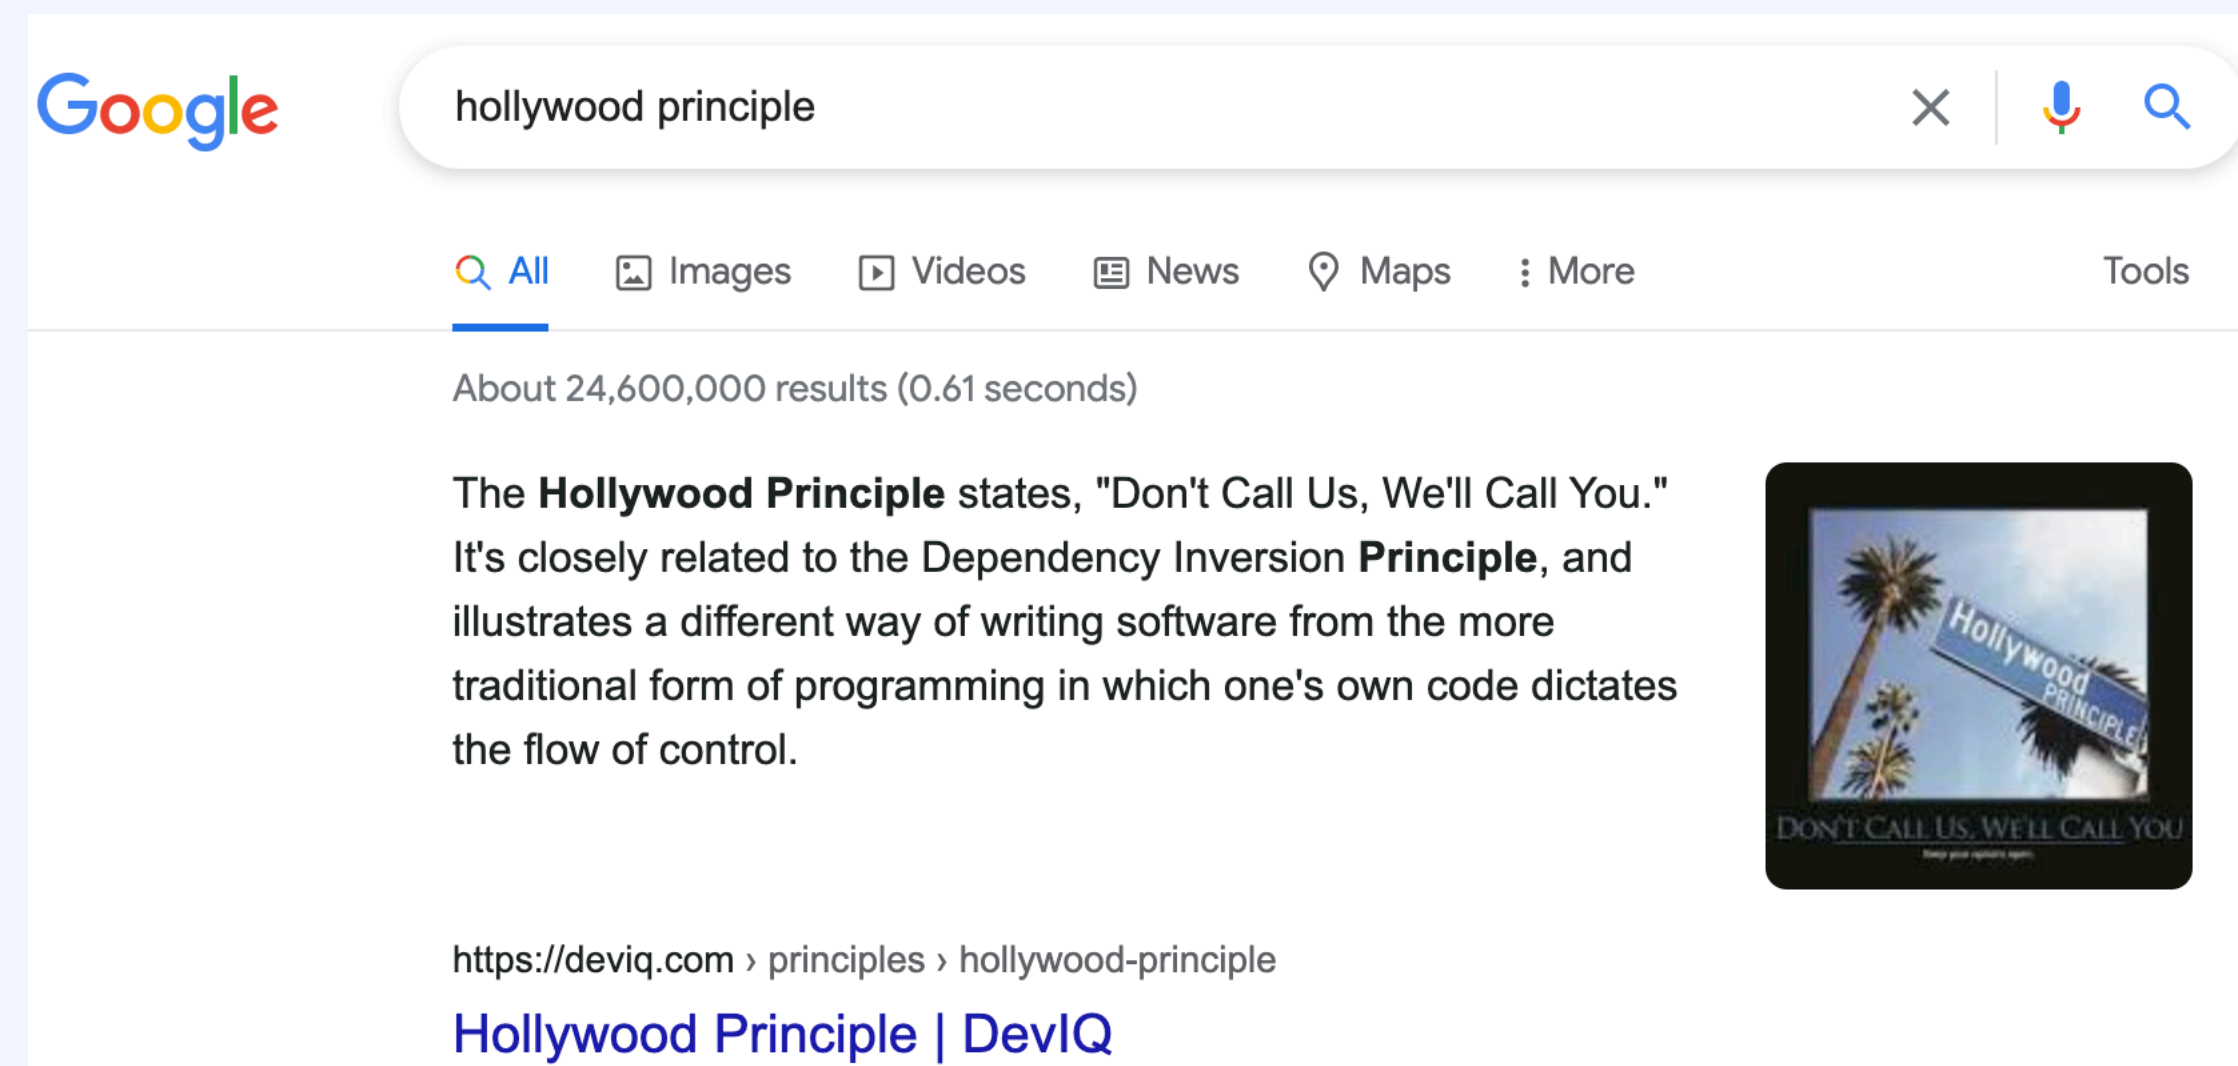 Google
hollywood principle
All Images Videos News Maps More Tools
About 24,600,000 results (0.61 seconds)
The Hollywood Principle states, "Don't Call Us, We'll Call You."
It's closely related to the Dependency Inversion Principle, and
illustrates a different way of writing software from the more
traditional form of programming in which one's own code dictates
the flow of control.
Hollywood
PRINCIPLE
DON'T CALL US, WE'LL CALL YOU
Keep your options open.
https://deviq.com › principles › hollywood-principle
Hollywood Principle | DevIQ